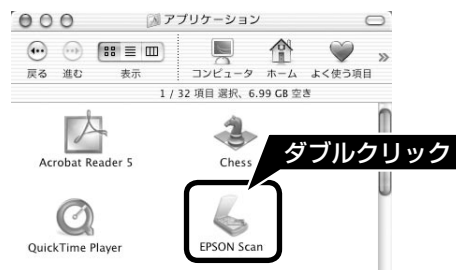 アプリケーション
戻る 進む 表示 コンピュータ ホーム よく使う項目
1 / 32 項目 選択、6.99 GB 空き
Acrobat Reader 5 Chess
ダブルクリック
QuickTime Player EPSON Scan